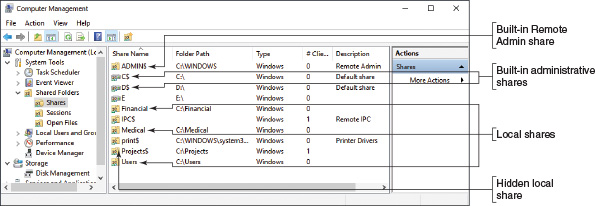 Computer Management
File Action View Help
Computer Management (Lo
System Tools
Task Scheduler
Event Viewer
Shared Folders
Shares
Sessions
Open Files
Local Users and Grou
Performance
Device Manager
Storage
Disk Management
Share Name Folder Path Type # Clie... Description
ADMIN$ C:\WINDOWS Windows 0 Remote Admin
C$ C:\ Windows 0 Default share
D$ D:\ Windows 0 Default share
E E:\ Windows 0
Financial C:\Financial Windows 0
IPC$ Windows 1 Remote IPC
Medical C:\Medical Windows 0
print$ C:\WINDOWS\system3... Windows 0 Printer Drivers
Projects$ C:\Projects Windows 1
Users C:\Users Windows 0
Actions
Shares
More Actions
Built-in Remote
Admin share
Built-in administrative
shares
Local shares
Hidden local
share